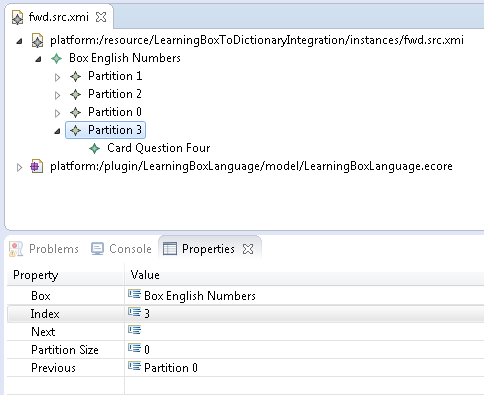 fwd.src.xmi
platform:/resource/LearningBoxToDictionaryIntegration/instances/fwd.src.xmi
Box English Numbers
Partition 1
Partition 2
Partition 0
Partition 3
Card Question Four
platform:/plugin/LearningBoxLanguage/model/LearningBoxLanguage.ecore
Problems Console Properties
Property Value
Box Box English Numbers
Index 3
Next
Partition Size 0
Previous Partition 0